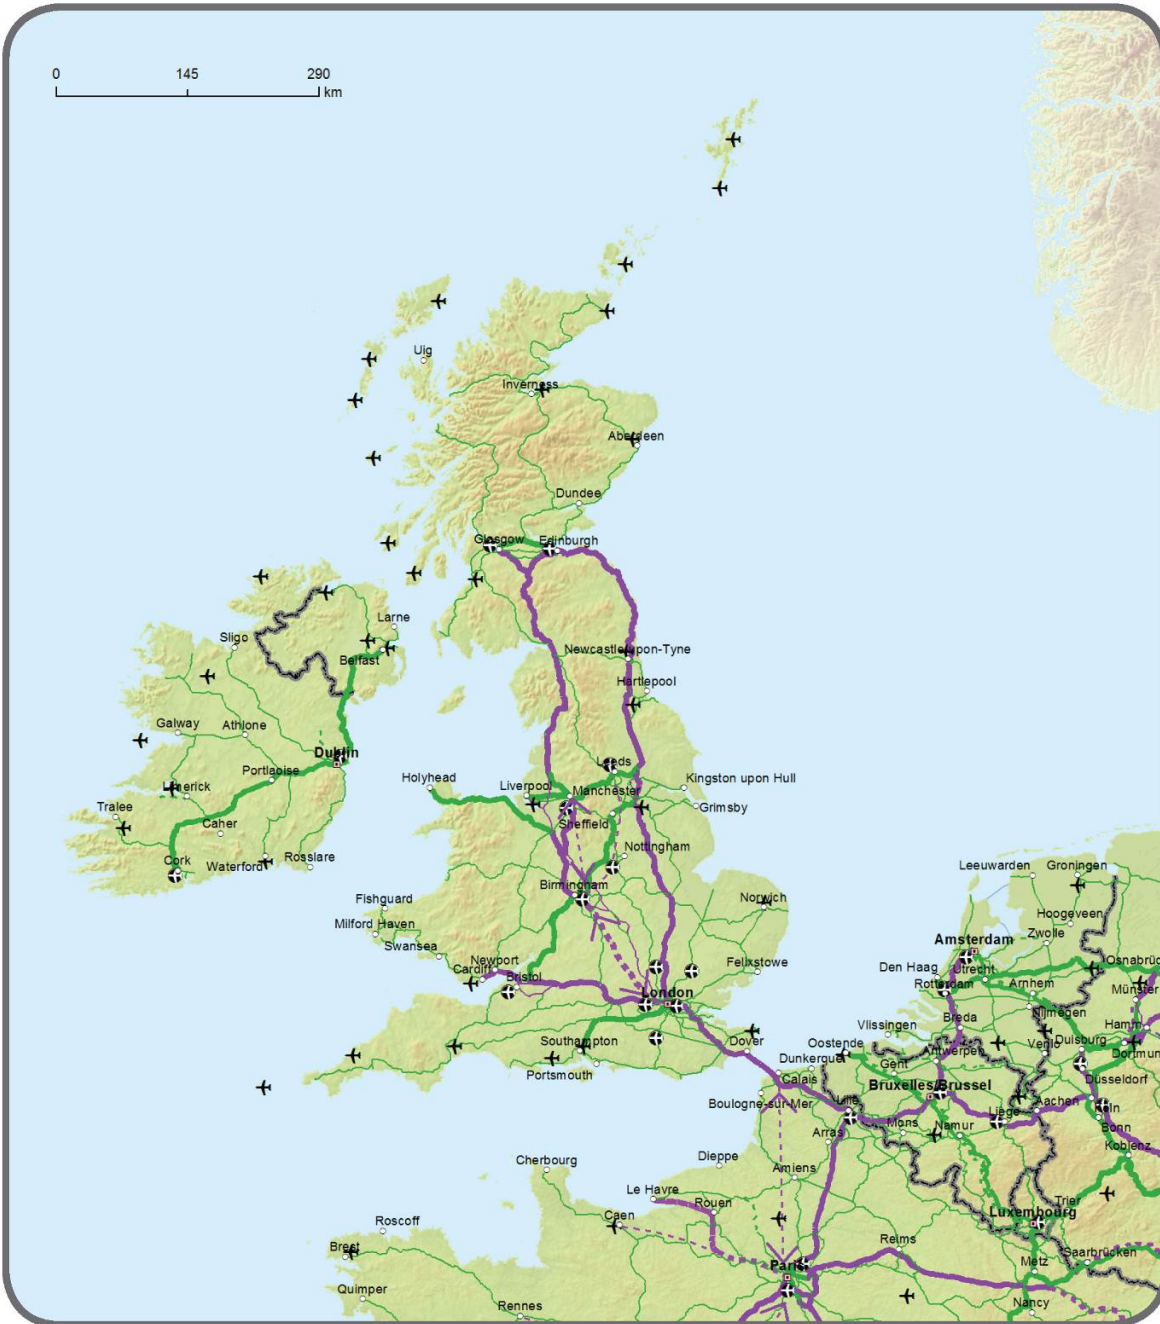 0 145 290
km
Uig
Inverness
Aberdeen
Dundee
Glasgow
Edinburgh
Larne
Sligo
Belfast
Newcastle-upon-Tyne
Hartlepool
Galway
Athlone
Dublin
Leeds
Portlaoise
Holyhead
Liverpool
Manchester
Kingston upon Hull
Limerick
Grimsby
Tralee
Caher
Sheffield
Nottingham
Cork
Waterford
Rosslare
Leeuwarden
Groningen
Birmingham
Fishguard
Norwich
Milford Haven
Hoogeveen
Zwolle
Swansea
Amsterdam
Newport
Cardiff
Bristol
Felixstowe
Osnabrüc
Den Haag
Utrecht
London
Rotterdam
Arnhem
Münster
Nijmegen
Breda
Hamm
Vlissingen
Southampton
Dover
Oostende
Duisburg
Venlo
Dortmun
Dunkerque
Antwerpen
Portsmouth
Gent
Calais
Düsseldorf
Bruxelles/Brussel
Boulogne-sur-Mer
Lille
Liege
Aachen
Arras
Mons
Namur
Bonn
Koblenz
Dieppe
Cherbourg
Amiens
Le Havre
Rouen
Trier
Luxembourg
Caen
Roscoff
Reims
Brest
Saarbrücken
Metz
Paris
Quimper
Rennes
Nancy